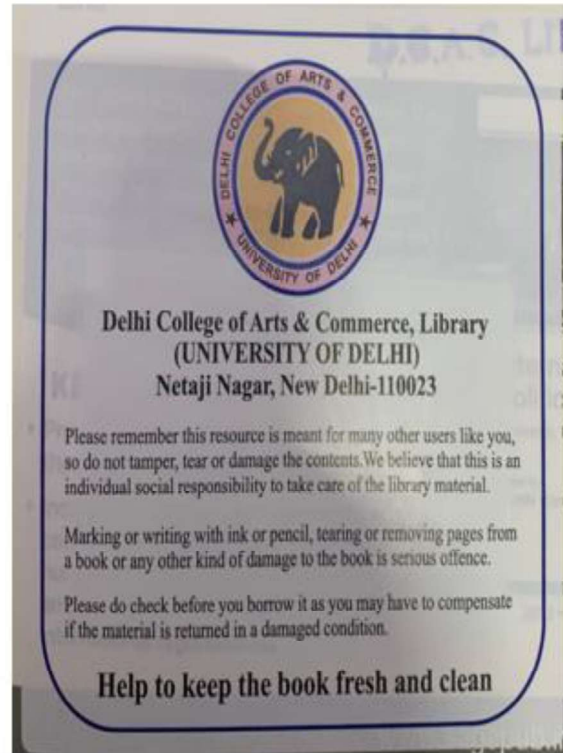 D.C.A.C. LI
DELHI COLLEGE OF ARTS & COMMERCE
★ UNIVERSITY OF DELHI ★
Delhi College of Arts & Commerce, Library
(UNIVERSITY OF DELHI)
Netaji Nagar, New Delhi-110023
Please remember this resource is meant for many other users like you,
so do not tamper, tear or damage the contents.We believe that this is an
individual social responsibility to take care of the library material.
Marking or writing with ink or pencil, tearing or removing pages from
a book or any other kind of damage to the book is serious offence.
Please do check before you borrow it as you may have to compensate
if the material is returned in a damaged condition.
Help to keep the book fresh and clean